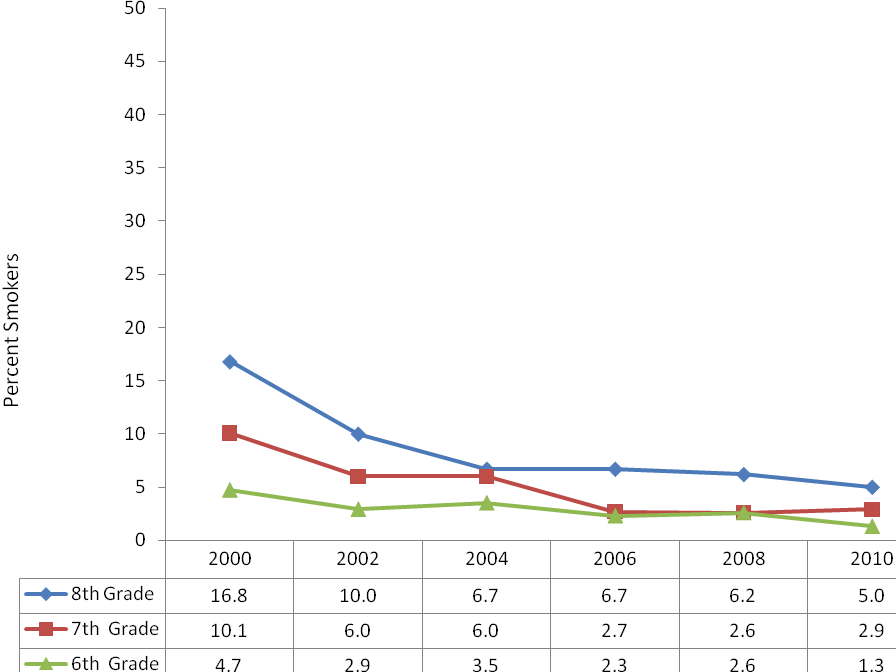 50
45
40
35
30
25
20
15
10
5
0
Percent Smokers
2000 2002 2004 2006 2008 2010
8th Grade 16.8 10.0 6.7 6.7 6.2 5.0
7th Grade 10.1 6.0 6.0 2.7 2.6 2.9
6th Grade 4.7 2.9 3.5 2.3 2.6 1.3